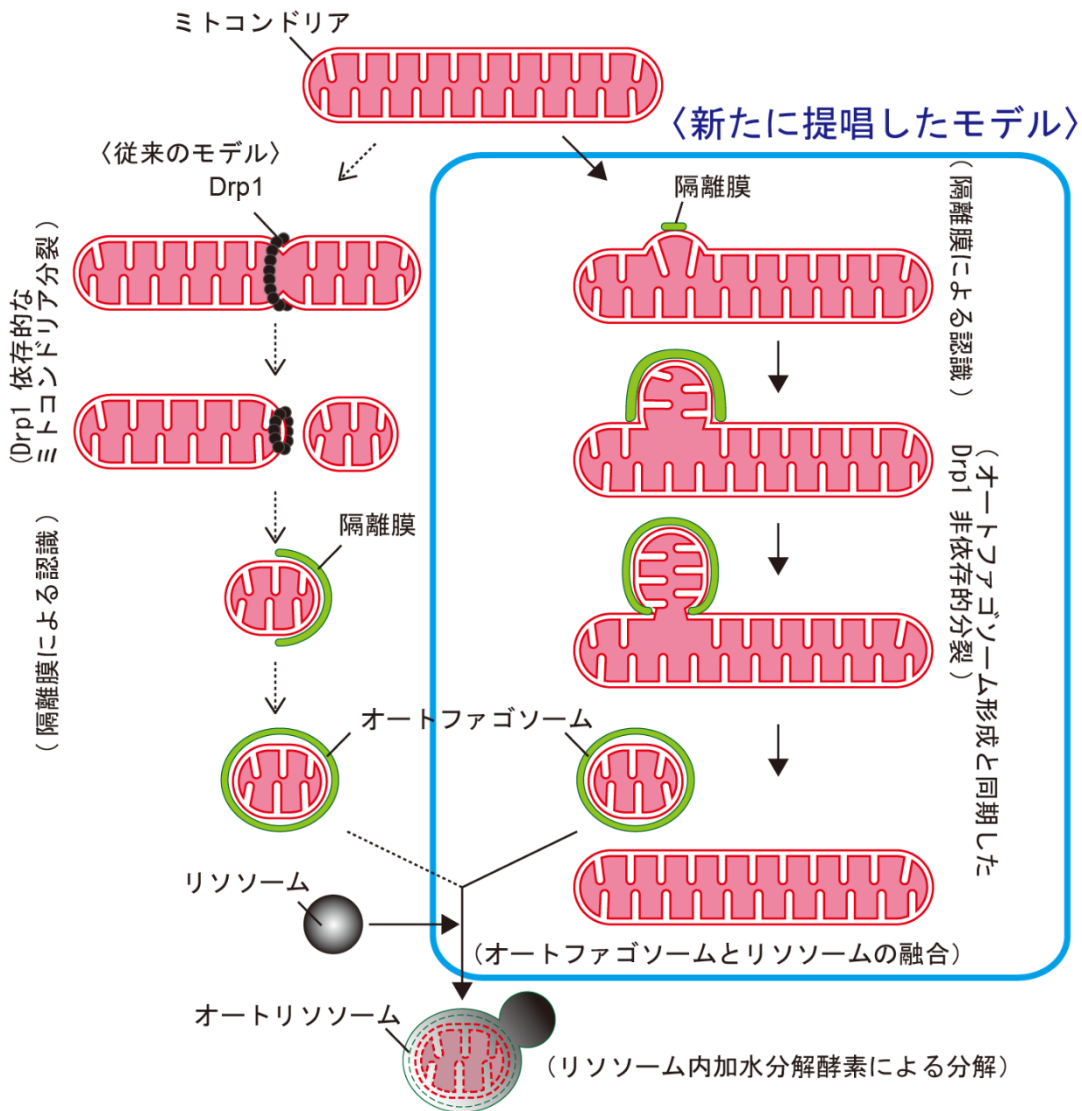 ミトコンドリア
〈新たに提唱したモデル〉
〈従来のモデル〉
Drp1
隔離膜
(隔離膜による認識)
(Drp1 依存的な
ミトコンドリア分裂)
隔離膜
(隔離膜による認識)
(オートファゴソーム形成と同期した
Drp1 非依存的分裂)
オートファゴソーム
リソソーム
(オートファゴソームとリソソームの融合)
オートリソソーム
(リソソーム内加水分解酵素による分解)